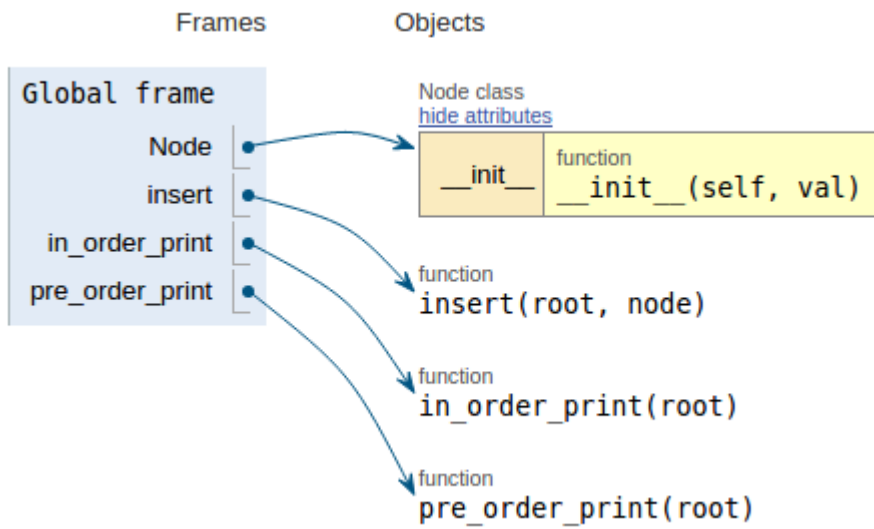 Frames Objects
Global frame
Node
insert
in_order_print
pre_order_print
Node class
hide attributes
__init__
function
__init__(self, val)
function
insert(root, node)
function
in_order_print(root)
function
pre_order_print(root)